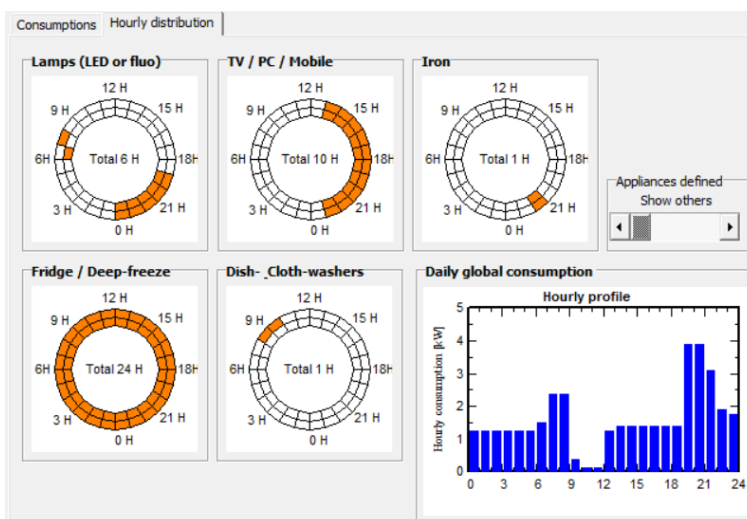 Consumptions Hourly distribution
Lamps (LED or fluo)
12 H
9 H
15 H
6H
Total 6 H
18H
3 H
21 H
0 H
TV / PC / Mobile
12 H
9 H
15 H
6H
Total 10 H
18H
3 H
21 H
0 H
Iron
12 H
9 H
15 H
6H
Total 1 H
18H
3 H
21 H
0 H
Appliances defined
Show others
Fridge / Deep-freeze
12 H
9 H
15 H
6H
Total 24 H
18H
3 H
21 H
0 H
Dish- _Cloth-washers
12 H
9 H
15 H
6H
Total 1 H
18H
3 H
21 H
0 H
Daily global consumption
Hourly profile
Hourly consumption [kW]
5
4
3
2
1
0
0 3 6 9 12 15 18 21 24